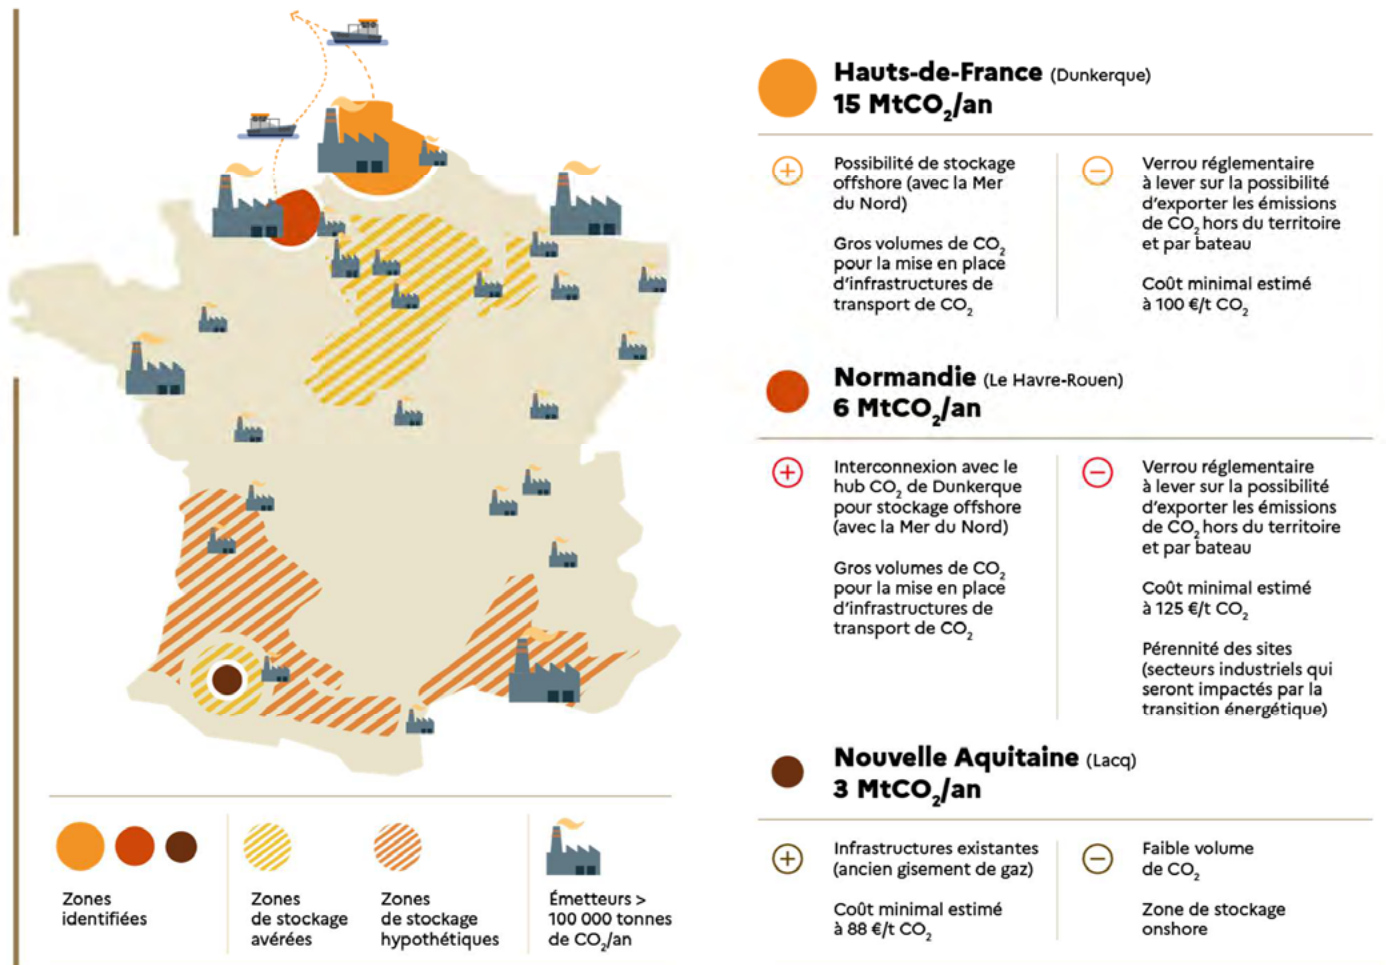 Hauts-de-France (Dunkerque)
15 MtCO₂/an
Possibilité de stockage
offshore (avec la Mer
du Nord)
Gros volumes de CO₂
pour la mise en place
d'infrastructures de
transport de CO₂
Verrou réglementaire
à lever sur la possibilité
d'exporter les émissions
de CO₂ hors du territoire
et par bateau
Coût minimal estimé
à 100 €/t CO₂
Normandie (Le Havre-Rouen)
6 MtCO₂/an
Interconnexion avec le
hub CO₂ de Dunkerque
pour stockage offshore
(avec la Mer du Nord)
Gros volumes de CO₂
pour la mise en place
d'infrastructures de
transport de CO₂
Verrou réglementaire
à lever sur la possibilité
d'exporter les émissions
de CO₂ hors du territoire
et par bateau
Coût minimal estimé
à 125 €/t CO₂
Pérennité des sites
(secteurs industriels qui
seront impactés par la
transition énergétique)
Nouvelle Aquitaine (Lacq)
3 MtCO₂/an
Infrastructures existantes
(ancien gisement de gaz)
Coût minimal estimé
à 88 €/t CO₂
Faible volume
de CO₂
Zone de stockage
onshore
Zones
identifiées
Zones
de stockage
avérées
Zones
de stockage
hypothétiques
Émetteurs >
100 000 tonnes
de CO₂/an